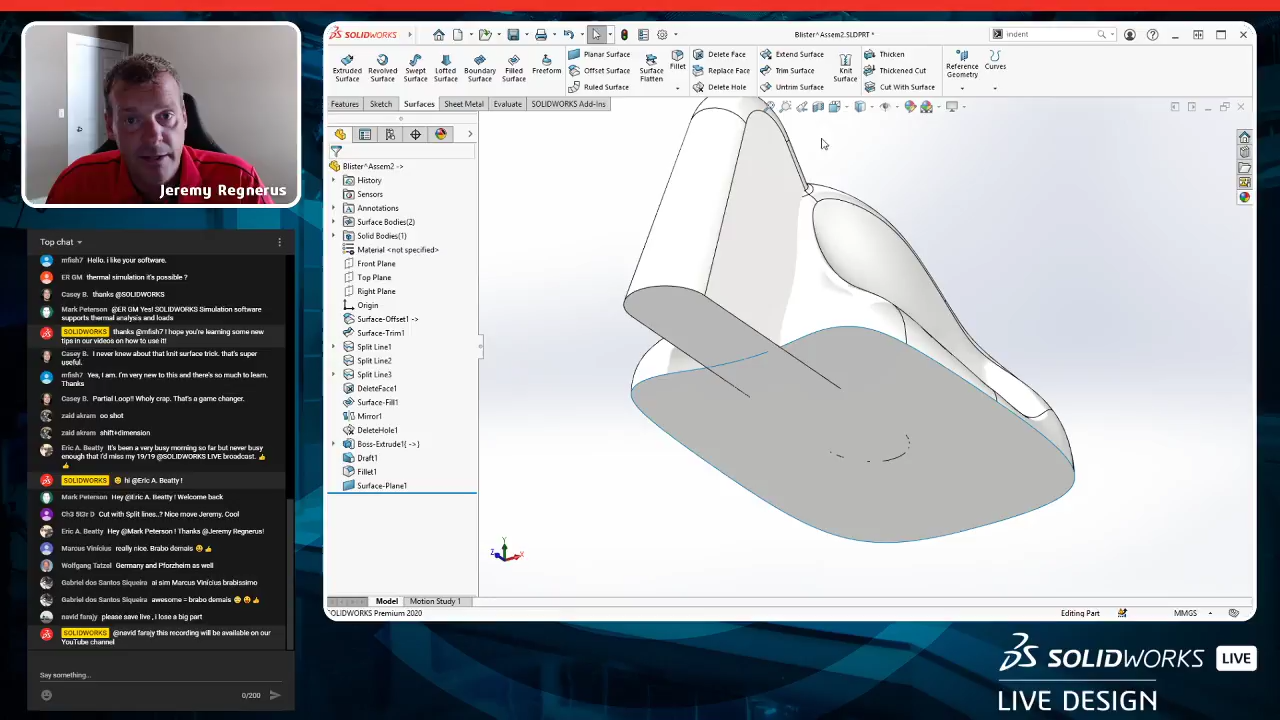 Jeremy Regnerus
Top chat
mfish7 Hello. i like your software.
ER GM thermal simulation it's possible ?
Casey B. thanks @SOLIDWORKS
Mark Peterson @ER GM Yes! SOLIDWORKS Simulation software
supports thermal analysis and loads
SOLIDWORKS thanks @mfish7 ! hope you're learning some new
tips in our videos on how to use it!
Casey B. I never knew about that knit surface trick. that's super
useful.
mfish7 Yes, i am. I'm very new to this and there's so much to learn.
Thanks
Casey B. Partial Loop!! Wholy crap. That's a game changer.
zaid akram oo shot
zaid akram shift+dimension
Eric A. Beatty It's been a very busy morning so far but never busy
enough that i'd miss my 19/19 @SOLIDWORKS LIVE broadcast.
SOLIDWORKS hi @Eric A. Beatty !
Mark Peterson Hey @Eric A. Beatty ! Welcome back
Ch3 5t3r D Cut with Split lines..? Nice move Jeremy. Cool
Eric A. Beatty Hey @Mark Peterson ! Thanks @Jeremy Regnerus!
Marcus Vinícius really nice. Brabo demais
Wolfgang Tatzel Germany and Pforzheim as well
Gabriel dos Santos Siqueira ai sim Marcus Vinícius brabissimo
Gabriel dos Santos Siqueira awesome = brabo demais
navid farajy please save live , i lose a big part
SOLIDWORKS @navid farajy this recording will be available on our
YouTube channel
Say something...
0/200
SOLIDWORKS
Blister^Assem2.SLDPRT *
indent
Extruded Surface
Revolved Surface
Swept Surface
Lofted Surface
Boundary Surface
Filled Surface
Freeform
Planar Surface
Offset Surface
Ruled Surface
Surface Flatten
Fillet
Delete Face
Replace Face
Delete Hole
Extend Surface
Trim Surface
Untrim Surface
Knit Surface
Thicken
Thickened Cut
Cut With Surface
Reference Geometry
Curves
Features Sketch Surfaces Sheet Metal Evaluate SOLIDWORKS Add-Ins
Blister^Assem2 ->
History
Sensors
Annotations
Surface Bodies(2)
Solid Bodies(1)
Material <not specified>
Front Plane
Top Plane
Right Plane
Origin
Surface-Offset1 ->
Surface-Trim1
Split Line1
Split Line2
Split Line3
DeleteFace1
Surface-Fill1
Mirror1
DeleteHole1
Boss-Extrude1{ ->}
Draft1
Fillet1
Surface-Plane1
Y
Z X
Model Motion Study 1
SOLIDWORKS Premium 2020
Editing Part
MMGS
SOLIDWORKS LIVE
LIVE DESIGN